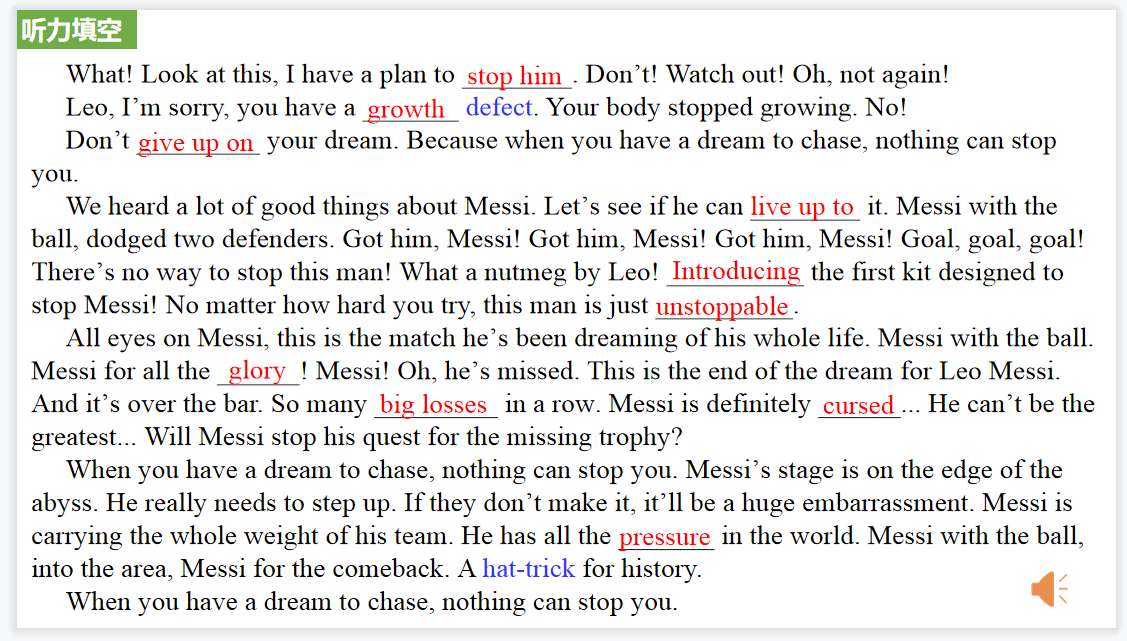 听力填空
What! Look at this, I have a plan to stop him. Don’t! Watch out! Oh, not again!
Leo, I’m sorry, you have a growth defect. Your body stopped growing. No!
Don’t give up on your dream. Because when you have a dream to chase, nothing can stop
you.
We heard a lot of good things about Messi. Let’s see if he can live up to it. Messi with the
ball, dodged two defenders. Got him, Messi! Got him, Messi! Got him, Messi! Goal, goal, goal!
There’s no way to stop this man! What a nutmeg by Leo! Introducing the first kit designed to
stop Messi! No matter how hard you try, this man is just unstoppable.
All eyes on Messi, this is the match he’s been dreaming of his whole life. Messi with the ball.
Messi for all the glory! Messi! Oh, he’s missed. This is the end of the dream for Leo Messi.
And it’s over the bar. So many big losses in a row. Messi is definitely cursed... He can’t be the
greatest... Will Messi stop his quest for the missing trophy?
When you have a dream to chase, nothing can stop you. Messi’s stage is on the edge of the
abyss. He really needs to step up. If they don’t make it, it’ll be a huge embarrassment. Messi is
carrying the whole weight of his team. He has all the pressure in the world. Messi with the ball,
into the area, Messi for the comeback. A hat-trick for history.
When you have a dream to chase, nothing can stop you.